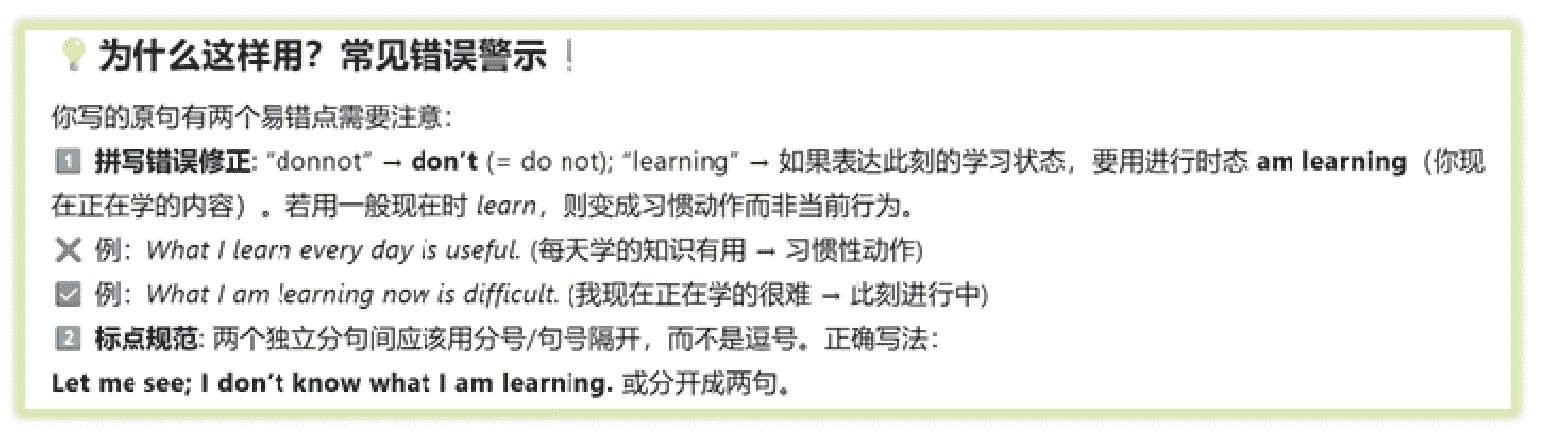 💡 为什么这样用？常见错误警示❗
你写的原句有两个易错点需要注意：
1️⃣ 拼写错误修正: “donnot” → don’t (= do not); “learning” → 如果表达此刻的学习状态，要用进行时态 am learning（你现
在正在学的内容）。若用一般现在时 learn，则变成习惯动作而非当前行为。
❌ 例：What I learn every day is useful. (每天学的知识有用 → 习惯性动作)
✅ 例：What I am learning now is difficult. (我现在正在学的很难 → 此刻进行中)
2️⃣ 标点规范: 两个独立分句间应该用分号/句号隔开，而不是逗号。正确写法：
Let me see; I don’t know what I am learning. 或分开成两句。